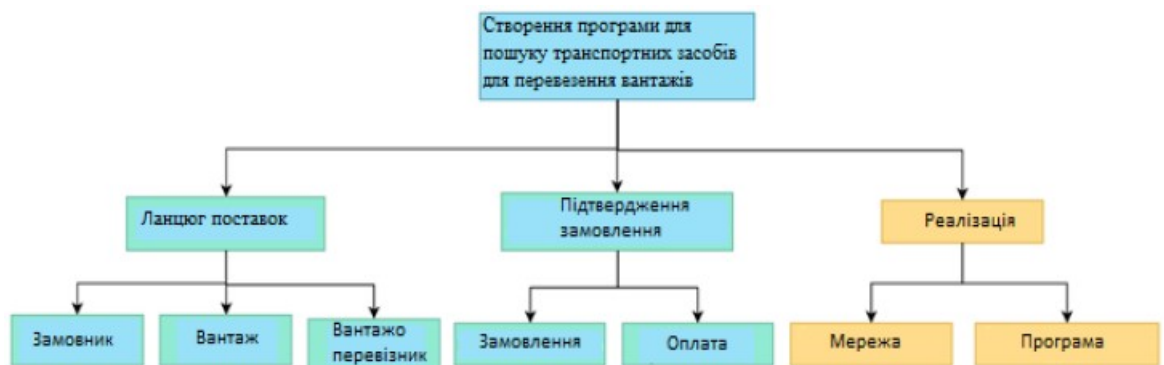 Створення програми для
пошуку транспортних засобів
для перевезення вантажів
Ланцюг поставок
Підтвердження
замовлення
Реалізація
Замовник
Вантаж
Вантажо
перевізник
Замовлення
Оплата
Мережа
Програма